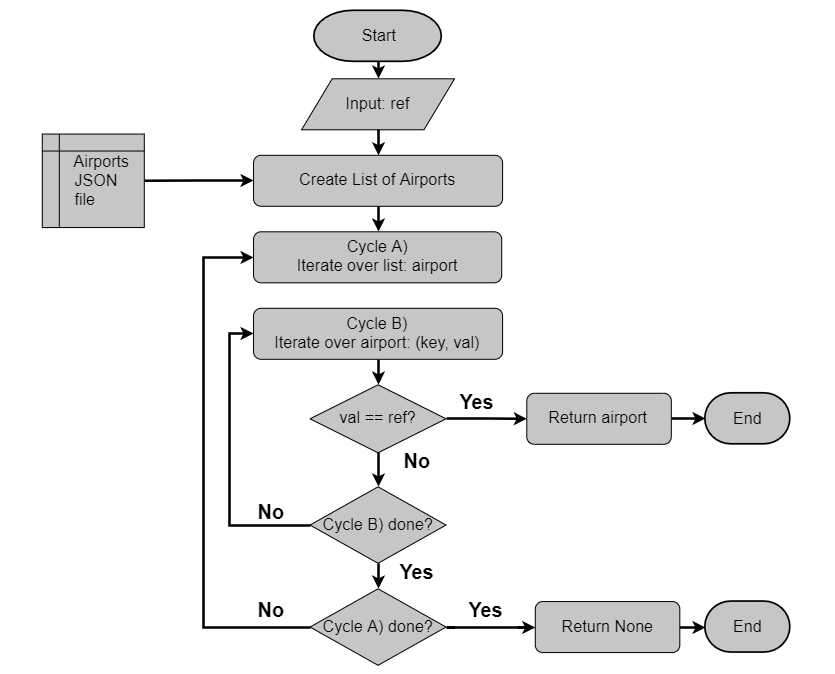 Start
Input: ref
Airports
JSON
file
Create List of Airports
Cycle A)
Iterate over list: airport
Cycle B)
Iterate over airport: (key, val)
val == ref?
Yes
Return airport
End
No
Cycle B) done?
No
Yes
Cycle A) done?
No
Yes
Return None
End